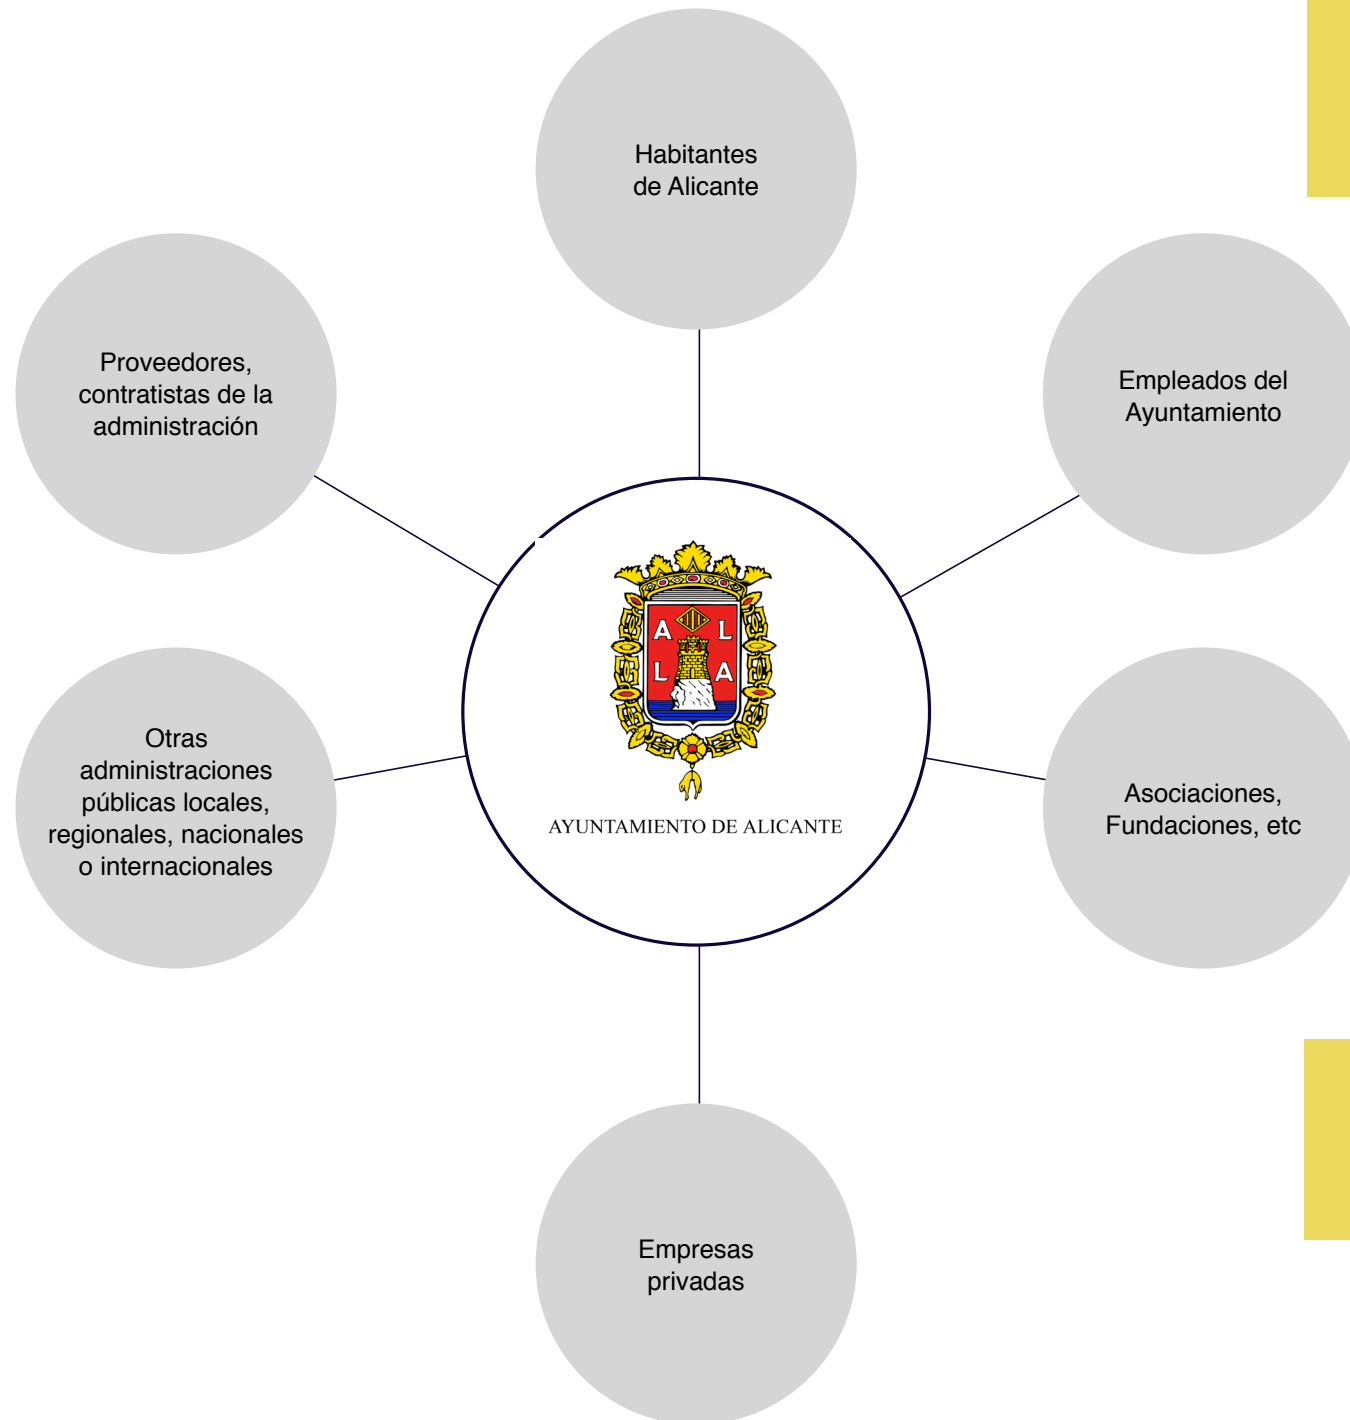 Habitantes
de Alicante
Proveedores,
contratistas de la
administración
Empleados del
Ayuntamiento
A L
L A
AYUNTAMIENTO DE ALICANTE
Otras
administraciones
públicas locales,
regionales, nacionales
o internacionales
Asociaciones,
Fundaciones, etc
Empresas
privadas